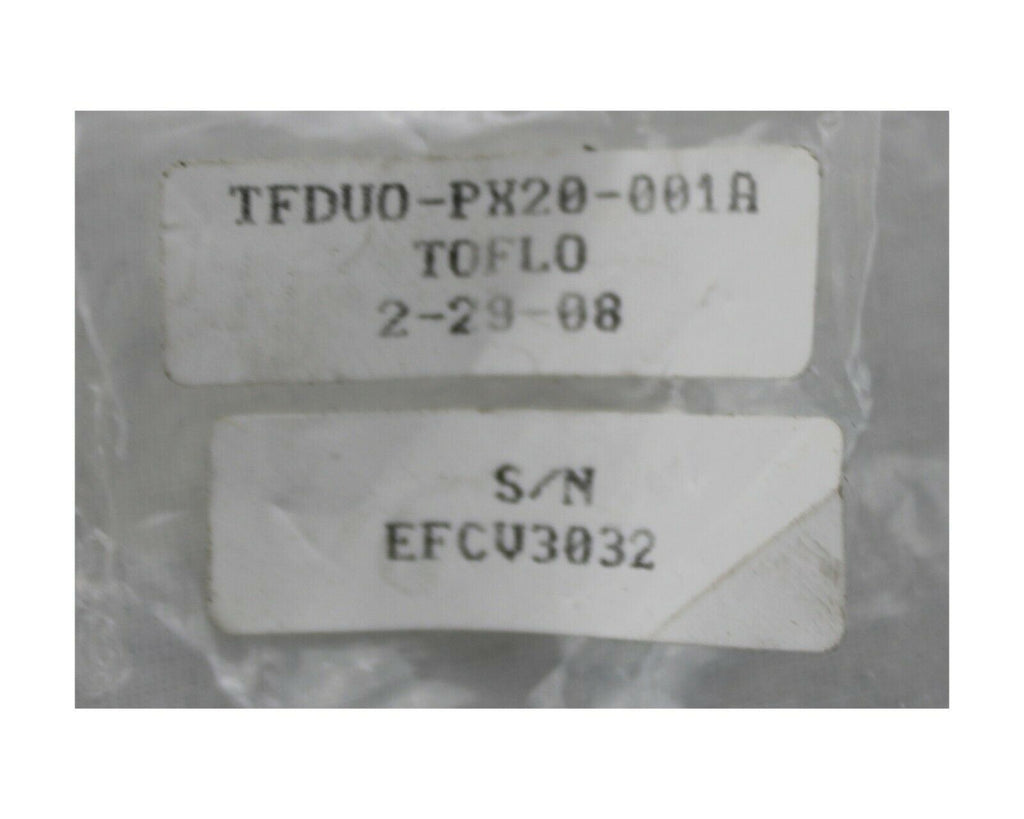 TFDUO-PX20-001A
TOFLO
2-29-08
S/N
EFCV3032